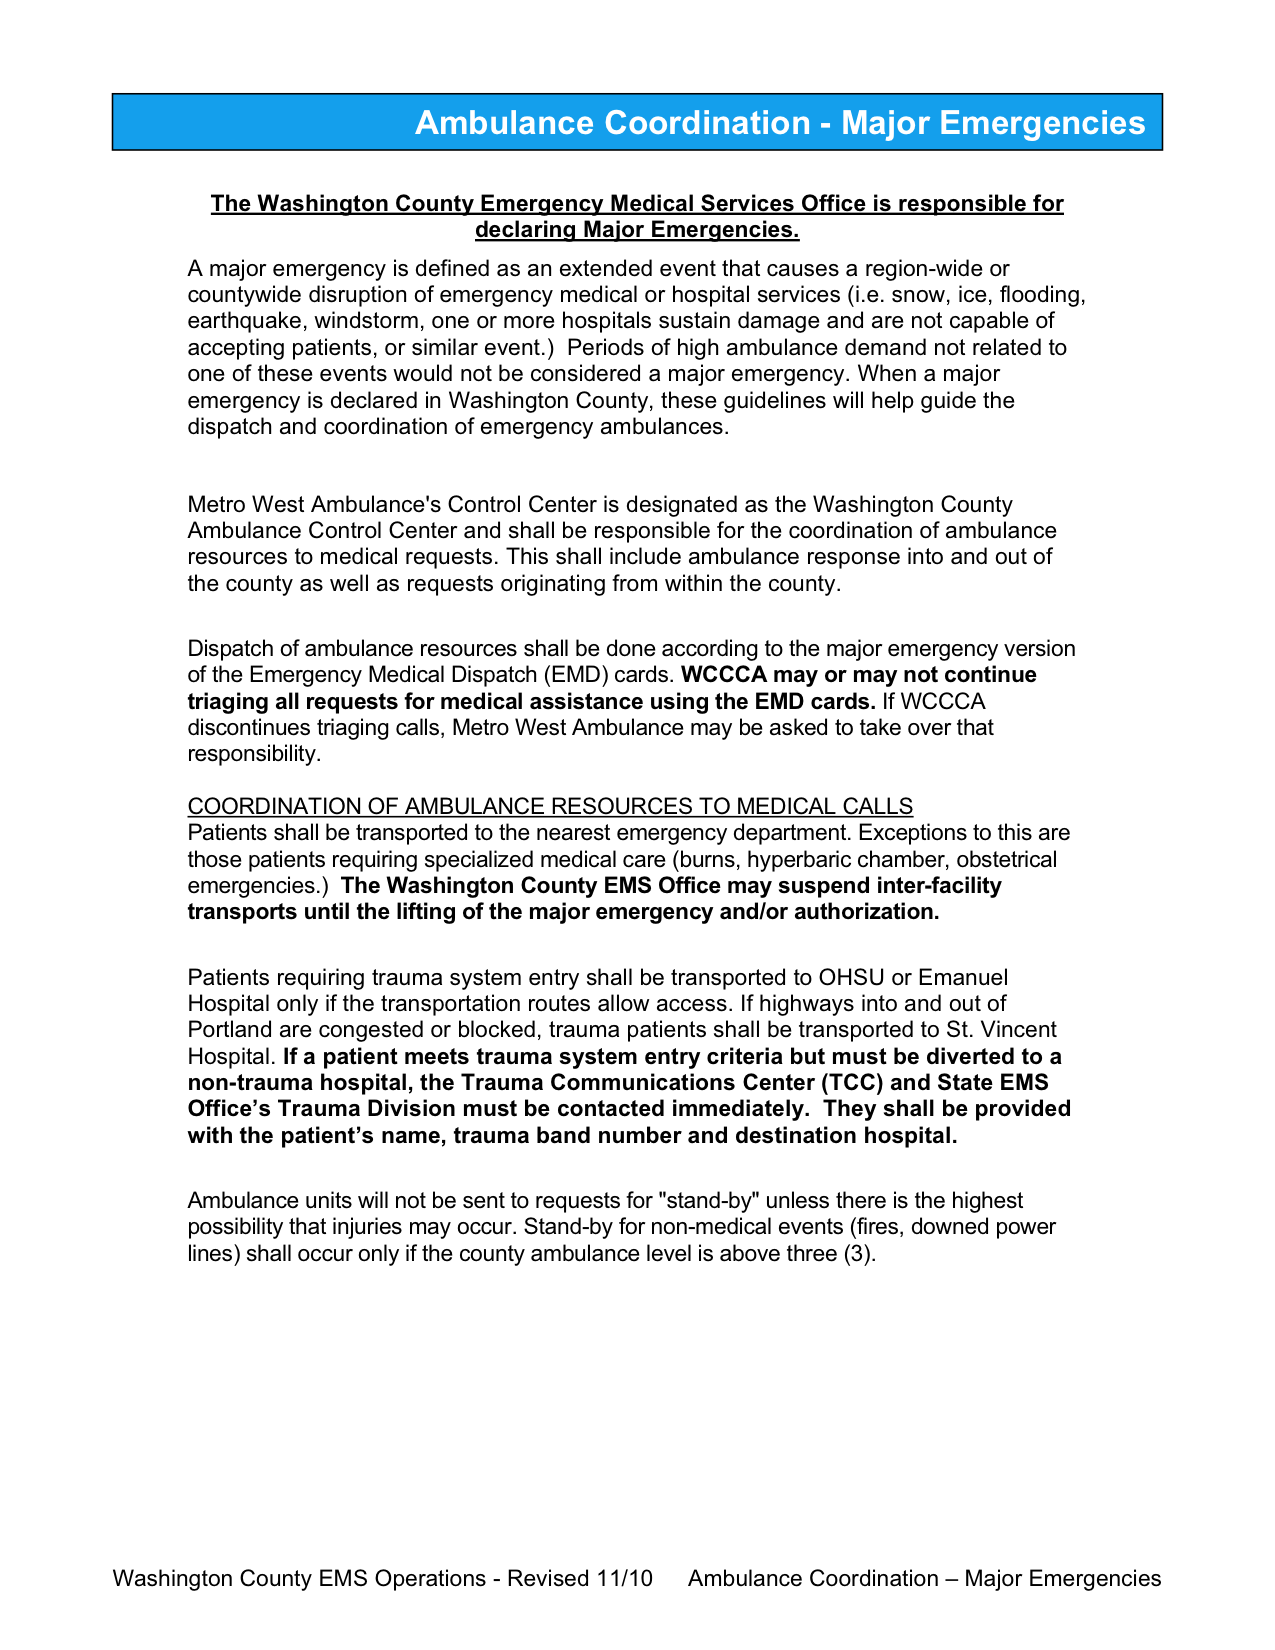 Ambulance Coordination - Major Emergencies
The Washington County Emergency Medical Services Office is responsible for
declaring Major Emergencies.
A major emergency is defined as an extended event that causes a region-wide or
countywide disruption of emergency medical or hospital services (i.e. snow, ice, flooding,
earthquake, windstorm, one or more hospitals sustain damage and are not capable of
accepting patients, or similar event.)  Periods of high ambulance demand not related to
one of these events would not be considered a major emergency. When a major
emergency is declared in Washington County, these guidelines will help guide the
dispatch and coordination of emergency ambulances.
Metro West Ambulance's Control Center is designated as the Washington County
Ambulance Control Center and shall be responsible for the coordination of ambulance
resources to medical requests. This shall include ambulance response into and out of
the county as well as requests originating from within the county.
Dispatch of ambulance resources shall be done according to the major emergency version
of the Emergency Medical Dispatch (EMD) cards. WCCCA may or may not continue
triaging all requests for medical assistance using the EMD cards. If WCCCA
discontinues triaging calls, Metro West Ambulance may be asked to take over that
responsibility.
COORDINATION OF AMBULANCE RESOURCES TO MEDICAL CALLS
Patients shall be transported to the nearest emergency department. Exceptions to this are
those patients requiring specialized medical care (burns, hyperbaric chamber, obstetrical
emergencies.)  The Washington County EMS Office may suspend inter-facility
transports until the lifting of the major emergency and/or authorization.
Patients requiring trauma system entry shall be transported to OHSU or Emanuel
Hospital only if the transportation routes allow access. If highways into and out of
Portland are congested or blocked, trauma patients shall be transported to St. Vincent
Hospital. If a patient meets trauma system entry criteria but must be diverted to a
non-trauma hospital, the Trauma Communications Center (TCC) and State EMS
Office’s Trauma Division must be contacted immediately.  They shall be provided
with the patient’s name, trauma band number and destination hospital.
Ambulance units will not be sent to requests for "stand-by" unless there is the highest
possibility that injuries may occur. Stand-by for non-medical events (fires, downed power
lines) shall occur only if the county ambulance level is above three (3).
Washington County EMS Operations - Revised 11/10 Ambulance Coordination – Major Emergencies